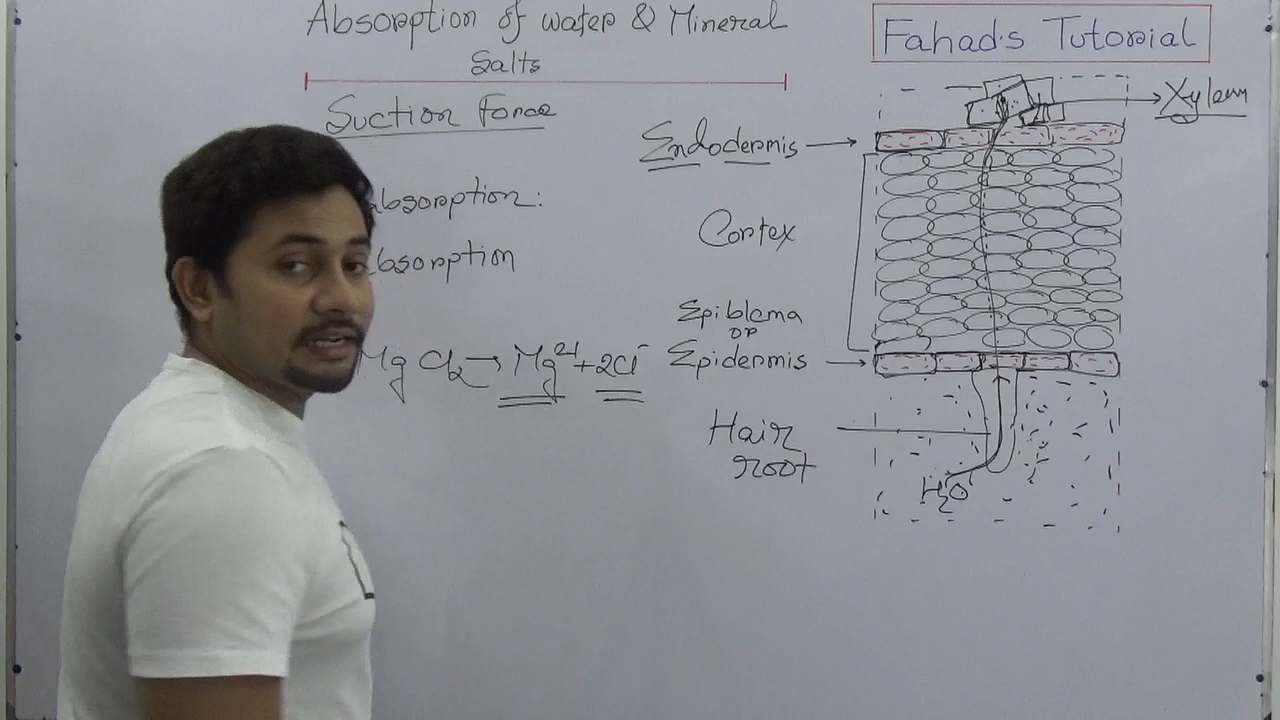 Absorption of water & Mineral
Salts
Fahad's Tutorial
Suction Force
absorption:
absorption
MgCl2 → Mg2+ + 2Cl-
Xylem
Endodermis
Cortex
Epiblema
or
Epidermis
Hair
root
H2O